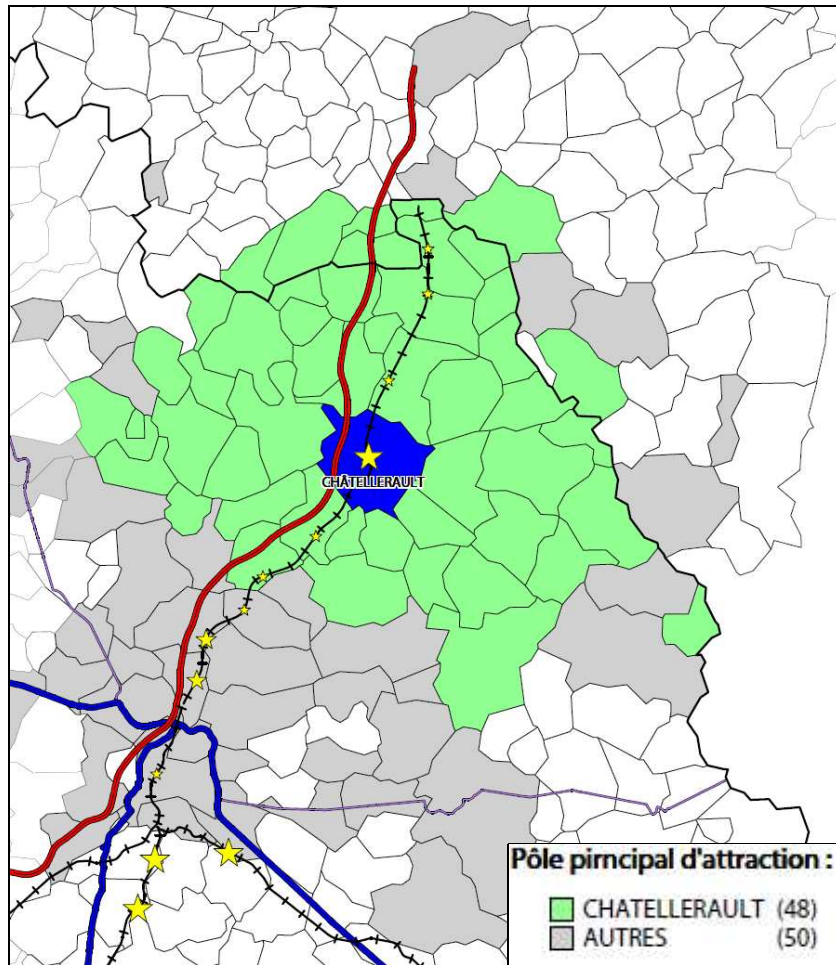 CHÂTELLERAULT
Pôle pirncipal d'attraction :
CHATELLERAULT (48)
AUTRES (50)